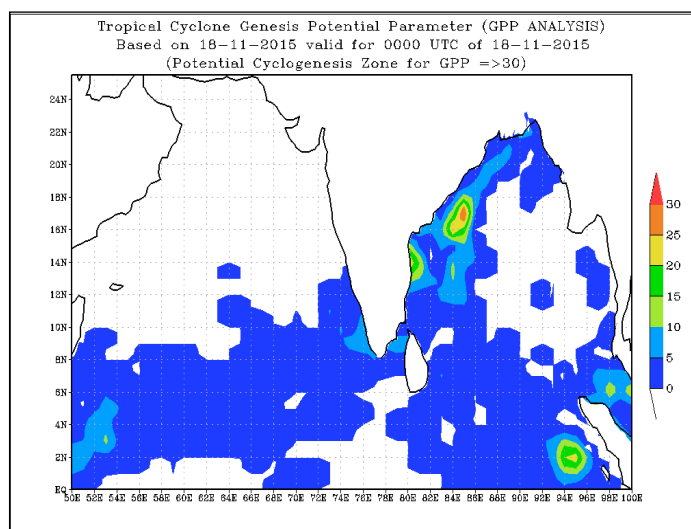 Tropical Cyclone Genesis Potential Parameter (GPP ANALYSIS)
Based on 18-11-2015 valid for 0000 UTC of 18-11-2015
(Potential Cyclogenesis Zone for GPP =>30)
24N
22N
20N
18N
16N
14N
12N
10N
8N
6N
4N
2N
EQ
50E 52E 54E 56E 58E 60E 62E 64E 66E 68E 70E 72E 74E 76E 78E 80E 82E 84E 86E 88E 90E 92E 94E 96E 98E 100E
30
25
20
15
10
5
0